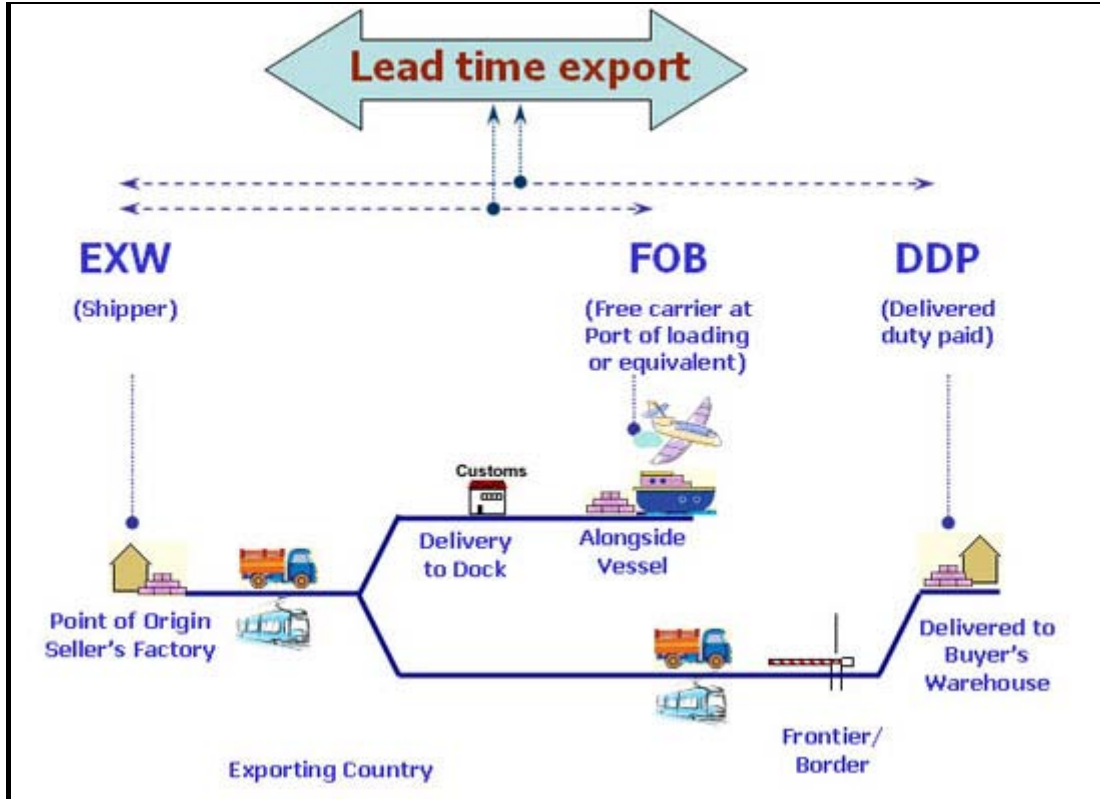 Lead time export
EXW
(Shipper)
FOB
(Free carrier at
Port of loading
or equivalent)
DDP
(Delivered
duty paid)
Customs
Delivery
to Dock
Alongside
Vessel
Point of Origin
Seller's Factory
Delivered to
Buyer's
Warehouse
Frontier/
Border
Exporting Country